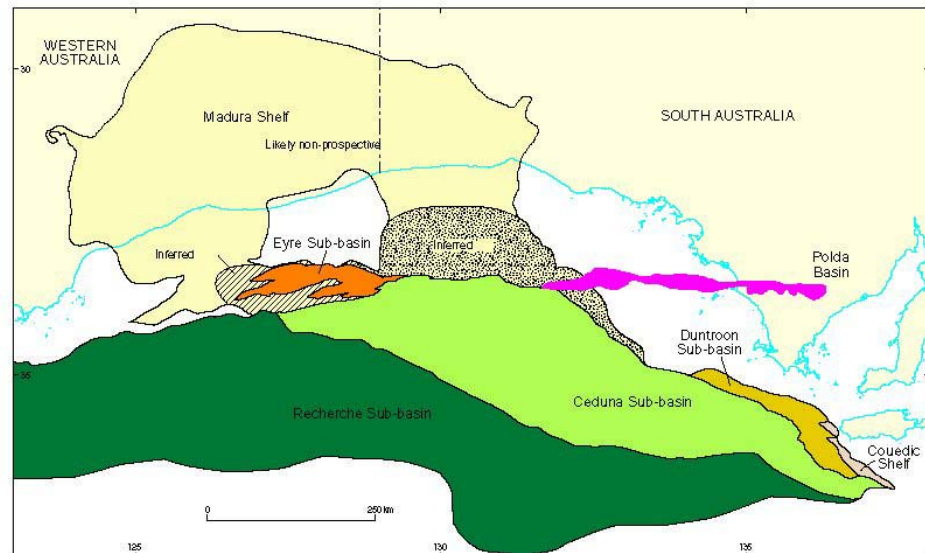 WESTERN
AUSTRALIA
30
Madura Shelf
SOUTH AUSTRALIA
Likely non-prospective
Inferred
Eyre Sub-basin
Inferred
Polda
Basin
Duntroon
Sub-basin
35
Recherche Sub-basin
Ceduna Sub-basin
Couedic
Shelf
0
250 km
125
130
135